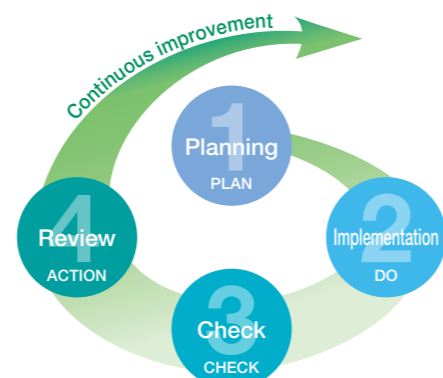 Continuous improvement
1
Planning
PLAN
2
Implementation
DO
3
Check
CHECK
4
Review
ACTION